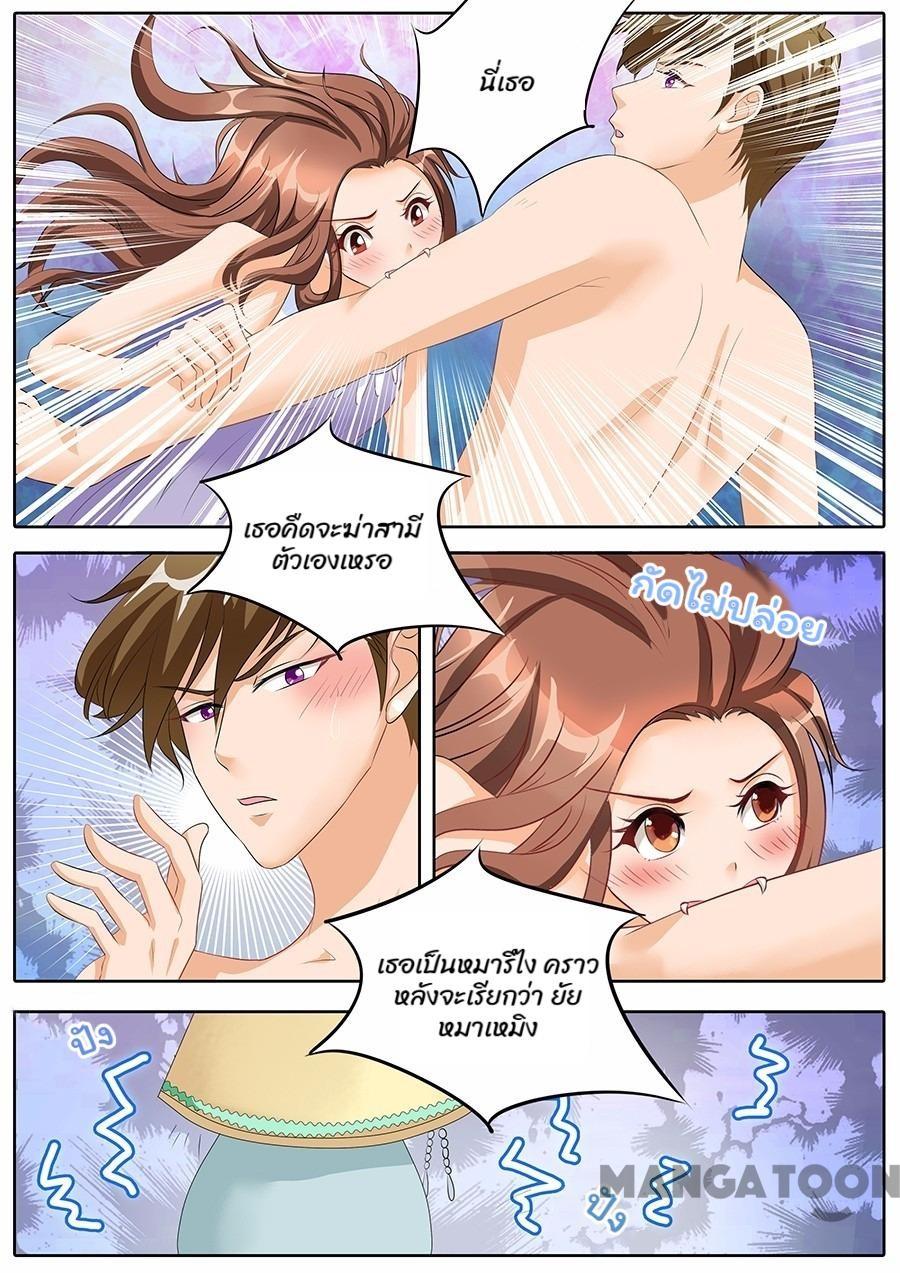 นี่เธอ
เธอคิดจะฆ่าสามี
ตัวเองเหรอ
กัดไม่ปล่อย
เธอเป็นหมารึไง คราว
หลังจะเรียกว่า ยัย
หมาเหมิง
ปัง
ปัง
MANGATOON